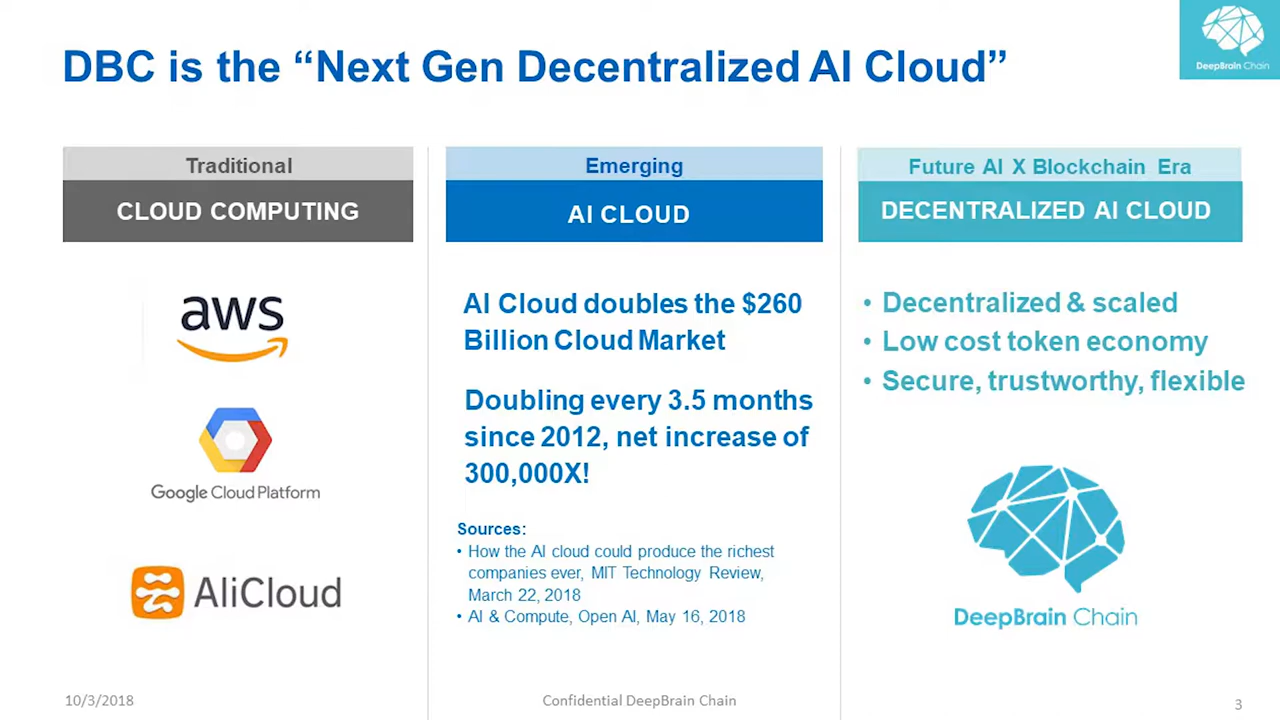 DBC is the “Next Gen Decentralized AI Cloud”
DeepBrain Chain
Traditional
CLOUD COMPUTING
aws
Google Cloud Platform
AliCloud
Emerging
AI CLOUD
AI Cloud doubles the $260
Billion Cloud Market
Doubling every 3.5 months
since 2012, net increase of
300,000X!
Sources:
• How the AI cloud could produce the richest
companies ever, MIT Technology Review,
March 22, 2018
• AI & Compute, Open AI, May 16, 2018
Future AI X Blockchain Era
DECENTRALIZED AI CLOUD
• Decentralized & scaled
• Low cost token economy
• Secure, trustworthy, flexible
DeepBrain Chain
10/3/2018
Confidential DeepBrain Chain
3